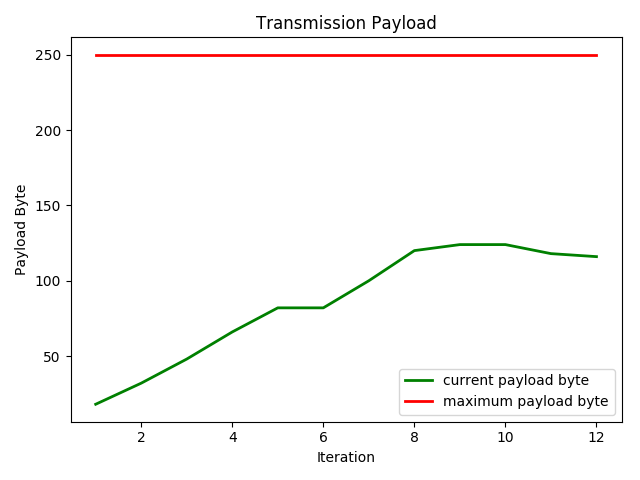 Transmission Payload
250
200
150
100
50
Payload Byte
2
4
6
8
10
12
Iteration
current payload byte
maximum payload byte